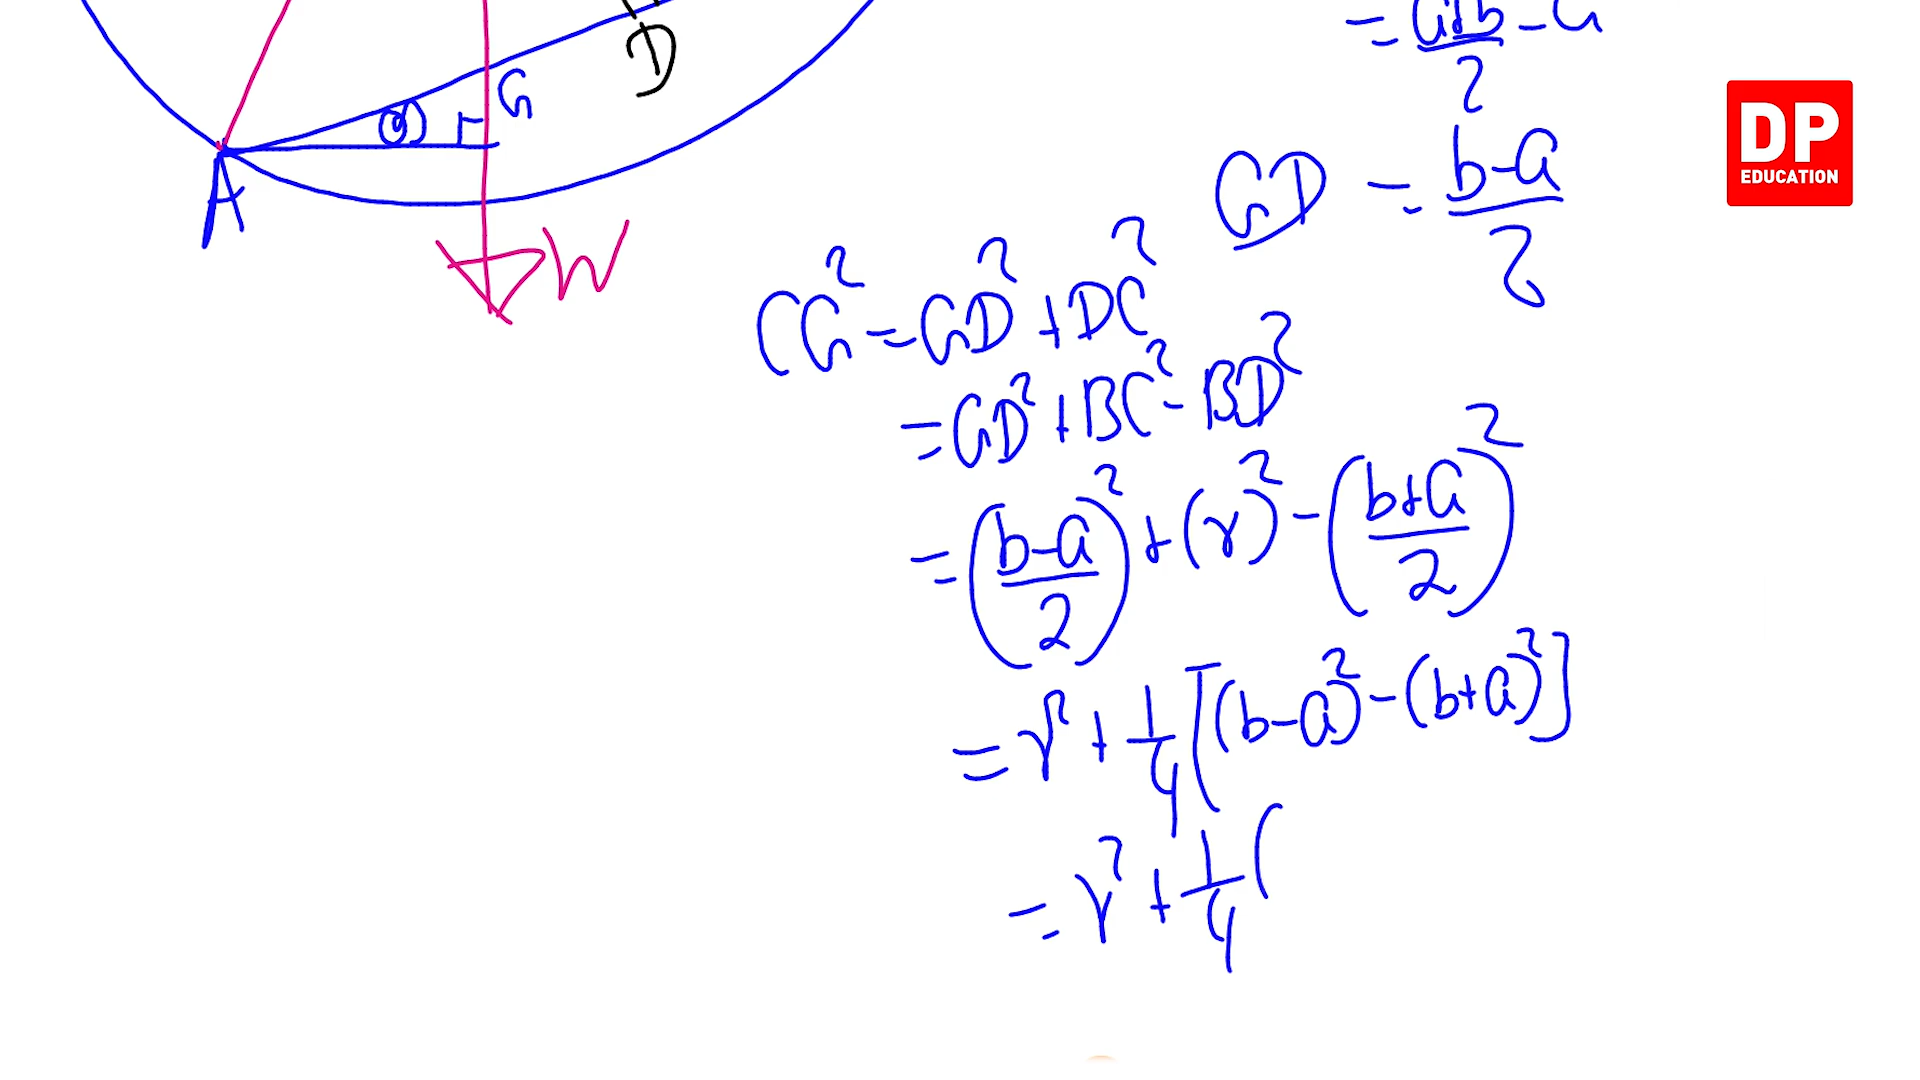 = a+b/2 - a
DP
EDUCATION
D
G
θ
A
W
GD = b-a/2
CG² = GD² + DC²
= GD² + BC² - BD²
= (b-a/2)² + (r)² - (b+a/2)²
= r² + 1/4 [(b-a)² - (b+a)²]
= r² + 1/4 (